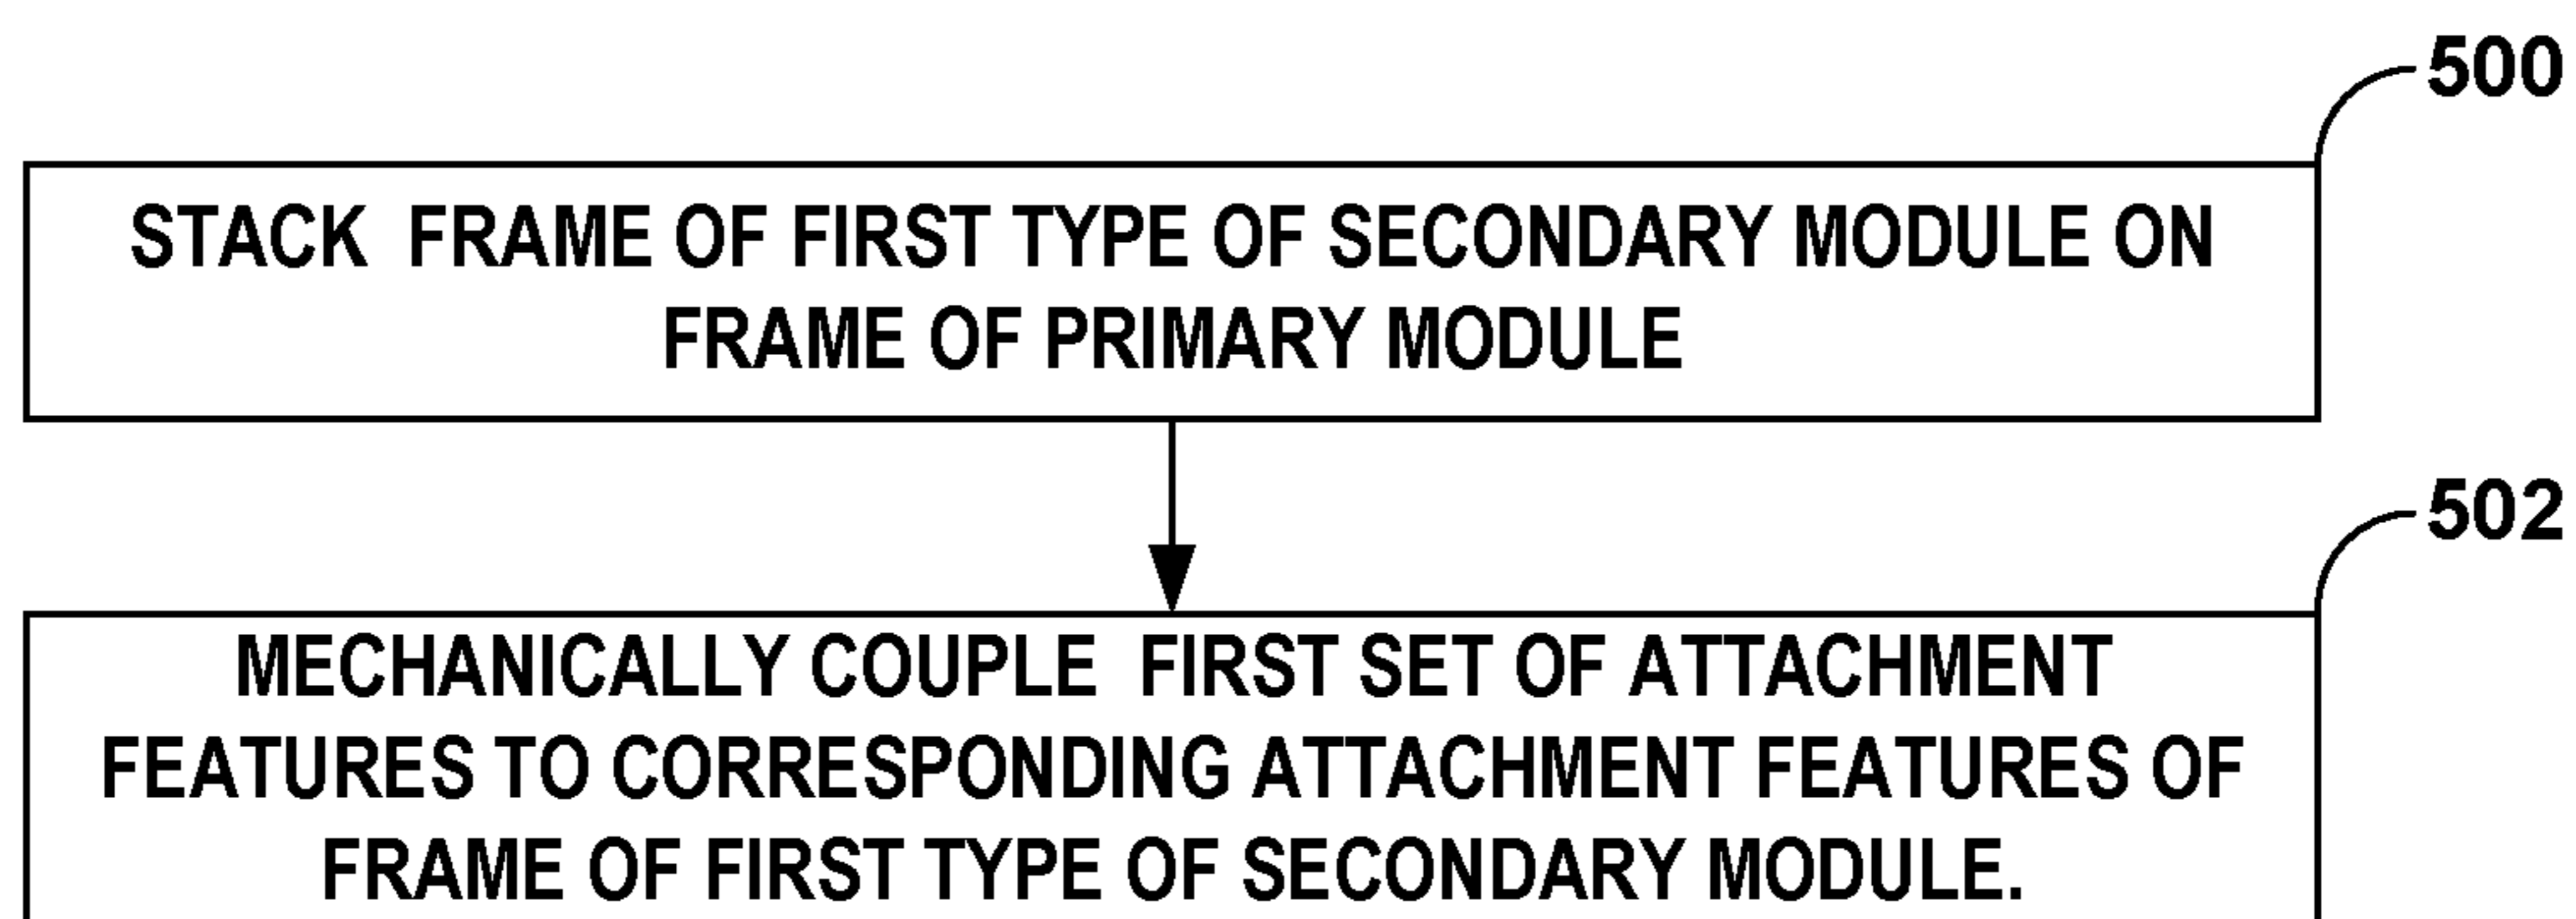 500
STACK FRAME OF FIRST TYPE OF SECONDARY MODULE ON
FRAME OF PRIMARY MODULE
502
MECHANICALLY COUPLE FIRST SET OF ATTACHMENT
FEATURES TO CORRESPONDING ATTACHMENT FEATURES OF
FRAME OF FIRST TYPE OF SECONDARY MODULE.